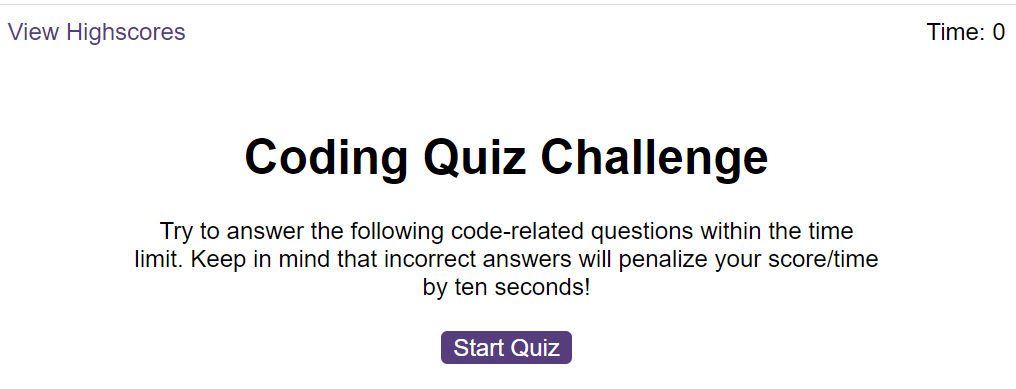 View Highscores
Time: 0
Coding Quiz Challenge
Try to answer the following code-related questions within the time
limit. Keep in mind that incorrect answers will penalize your score/time
by ten seconds!
Start Quiz